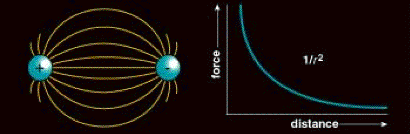 +
-
force
1/r²
distance